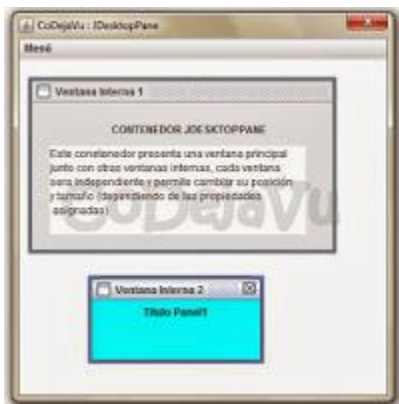 CoDejaVu : JDesktopPane
Menú
Ventana Interna 1
CONTENEDOR JDESKTOPPANE
Este conetenedor presenta una ventana principal
junto con otras ventanas internas, cada ventana
sera independiente y permite cambiar su posición
y tamaño (dependiendo de las propiedades
asignadas)
CoDejaVu
Ventana Interna 2
Titulo Panel1